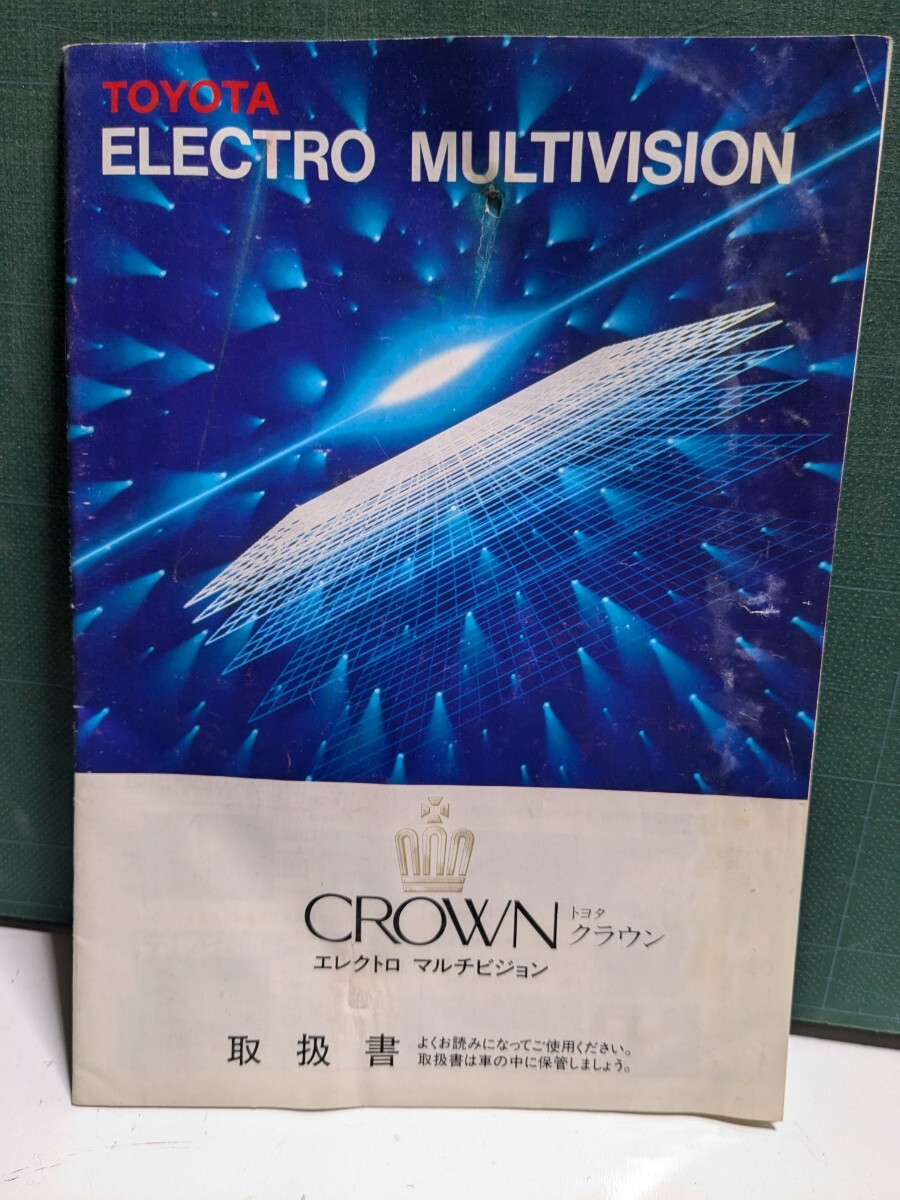 TOYOTA
ELECTRO MULTIVISION
CROWN
トヨタ
クラウン
エレクトロ マルチビジョン
取扱書
よくお読みになってご使用ください。
取扱書は車の中に保管しましょう。